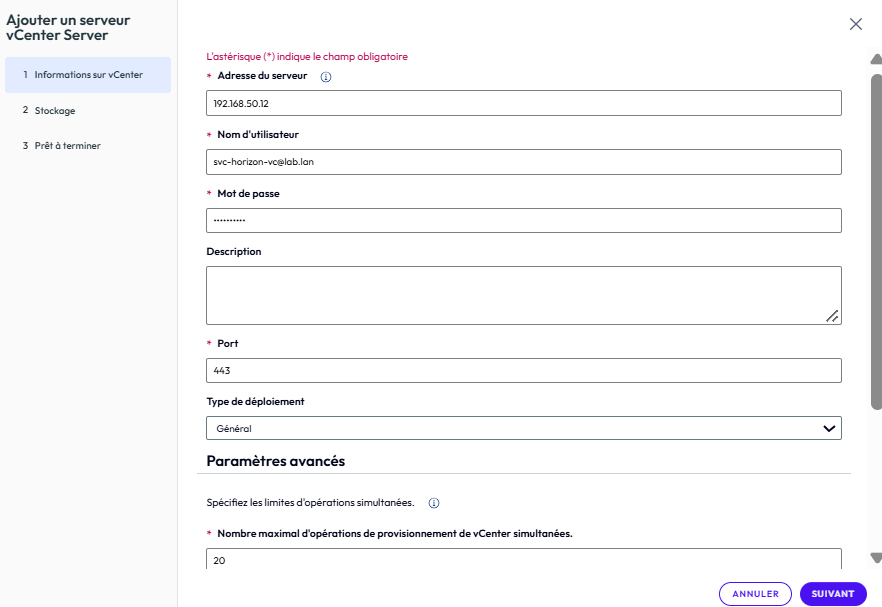 Ajouter un serveur
vCenter Server
1 Informations sur vCenter
2 Stockage
3 Prêt à terminer
L'astérisque (*) indique le champ obligatoire
* Adresse du serveur
192.168.50.12
* Nom d'utilisateur
svc-horizon-vc@lab.lan
* Mot de passe
••••••••••
Description
* Port
443
Type de déploiement
Général
Paramètres avancés
Spécifiez les limites d'opérations simultanées.
* Nombre maximal d'opérations de provisionnement de vCenter simultanées.
20
ANNULER SUIVANT